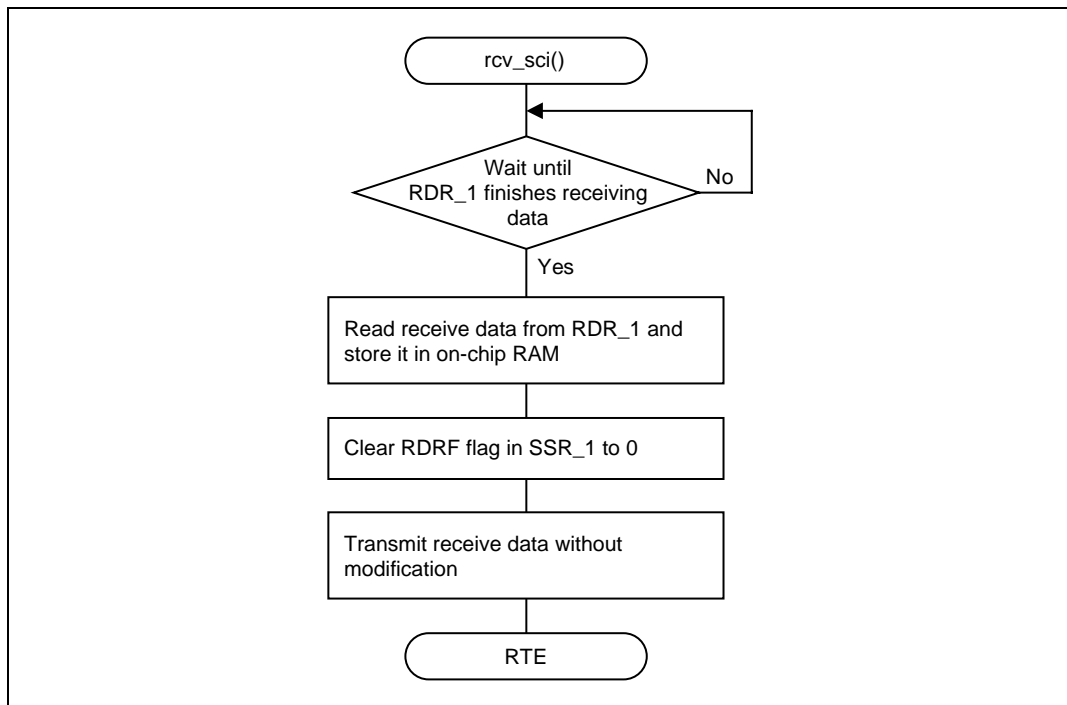 rcv_sci()
Wait until
RDR_1 finishes receiving
data
No
Yes
Read receive data from RDR_1 and
store it in on-chip RAM
Clear RDRF flag in SSR_1 to 0
Transmit receive data without
modification
RTE